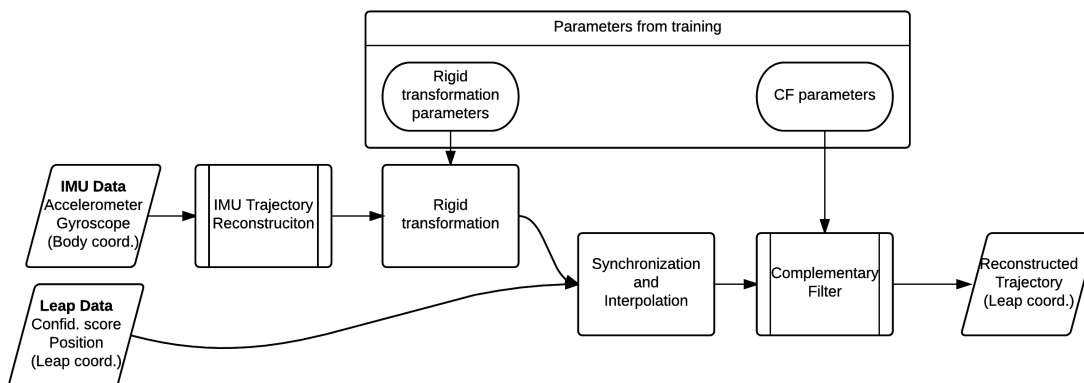 Parameters from training
Rigid
transformation
parameters
CF parameters
IMU Data
Accelerometer
Gyroscope
(Body coord.)
IMU Trajectory
Reconstruciton
Rigid
transformation
Leap Data
Confid. score
Position
(Leap coord.)
Synchronization
and
Interpolation
Complementary
Filter
Reconstructed
Trajectory
(Leap coord.)